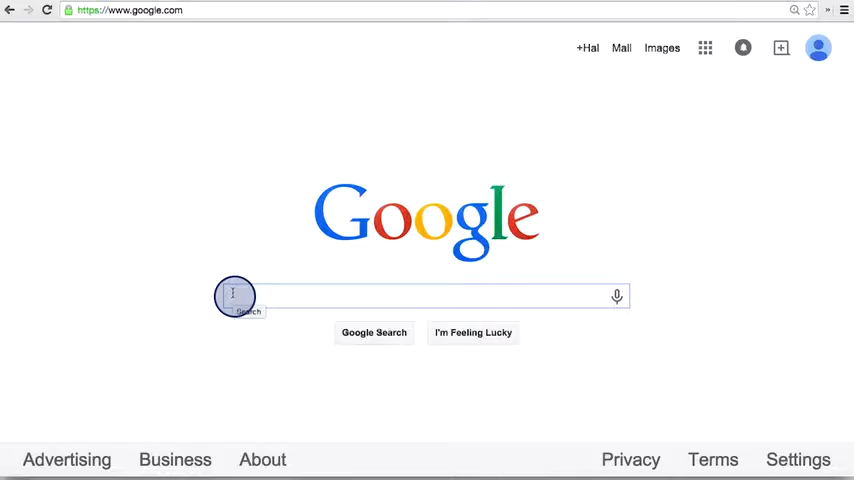 https://www.google.com
+Hal Mail Images
Google
Search
Google Search I'm Feeling Lucky
Advertising Business About Privacy Terms Settings